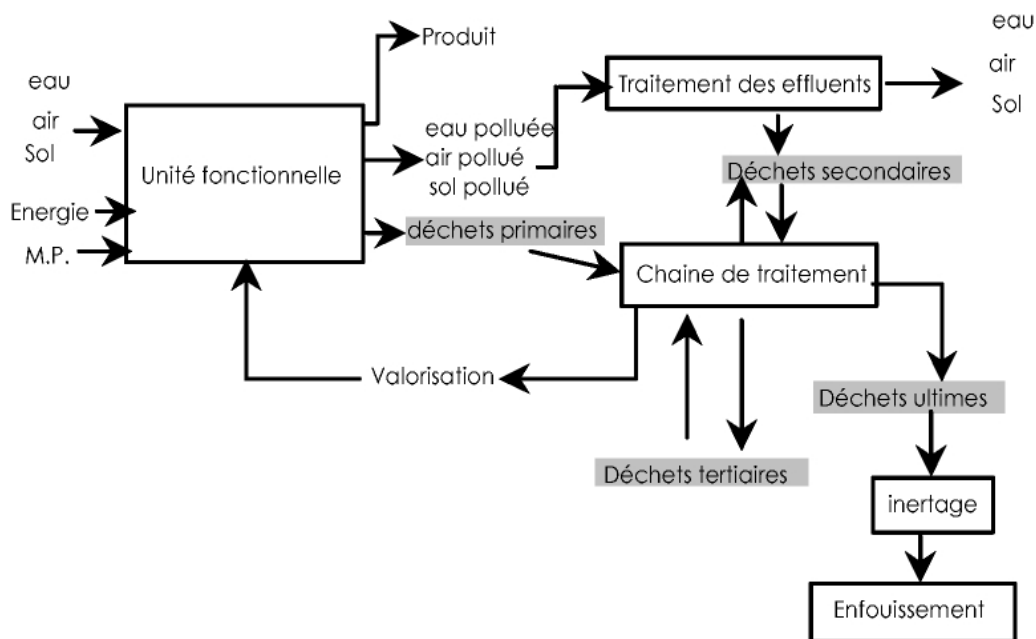 eau
Produit
air
eau
Traitement des effluents
Sol
air
eau polluée
Sol
air pollué
Unité fonctionnelle
sol pollué
Déchets secondaires
Energie
déchets primaires
M.P.
Chaine de traitement
Valorisation
Déchets ultimes
Déchets tertiaires
inertage
Enfouissement